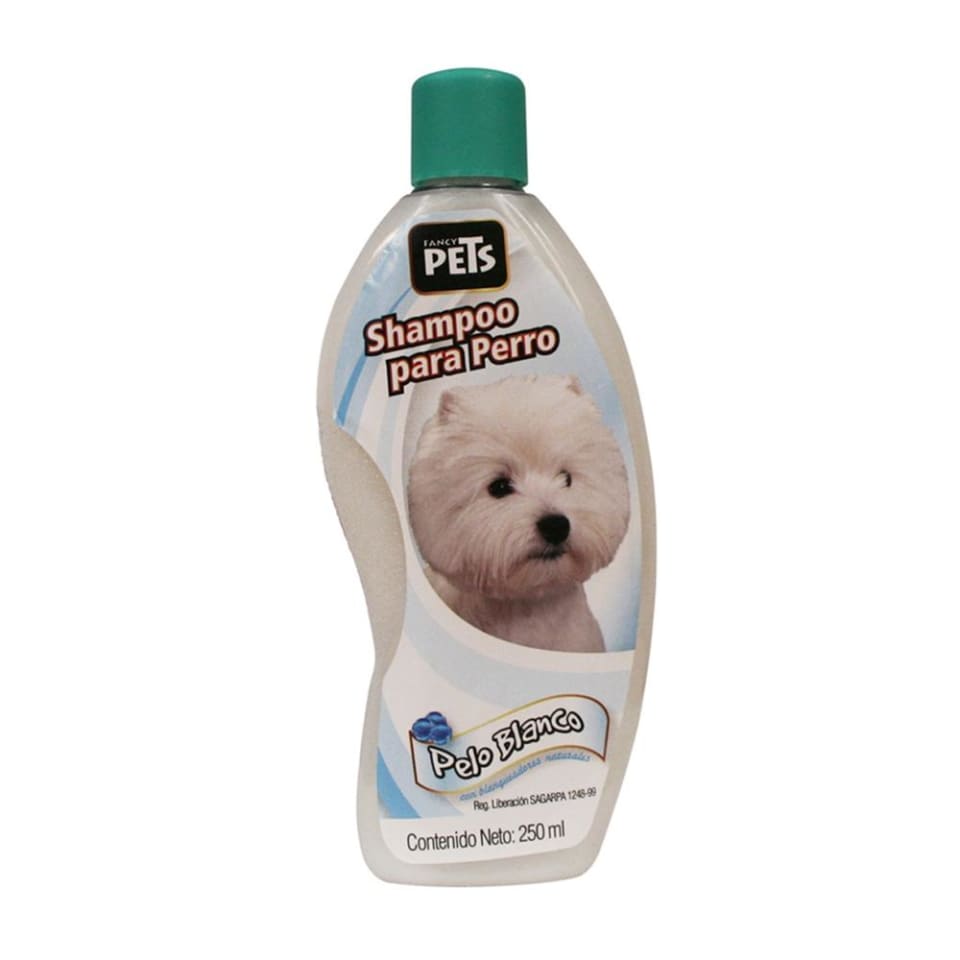 FANCY
PETS
Shampoo
para Perro
Pelo Blanco
con blanqueadores naturales
Reg. Liberación SAGARPA 1248-99
Contenido Neto: 250 ml